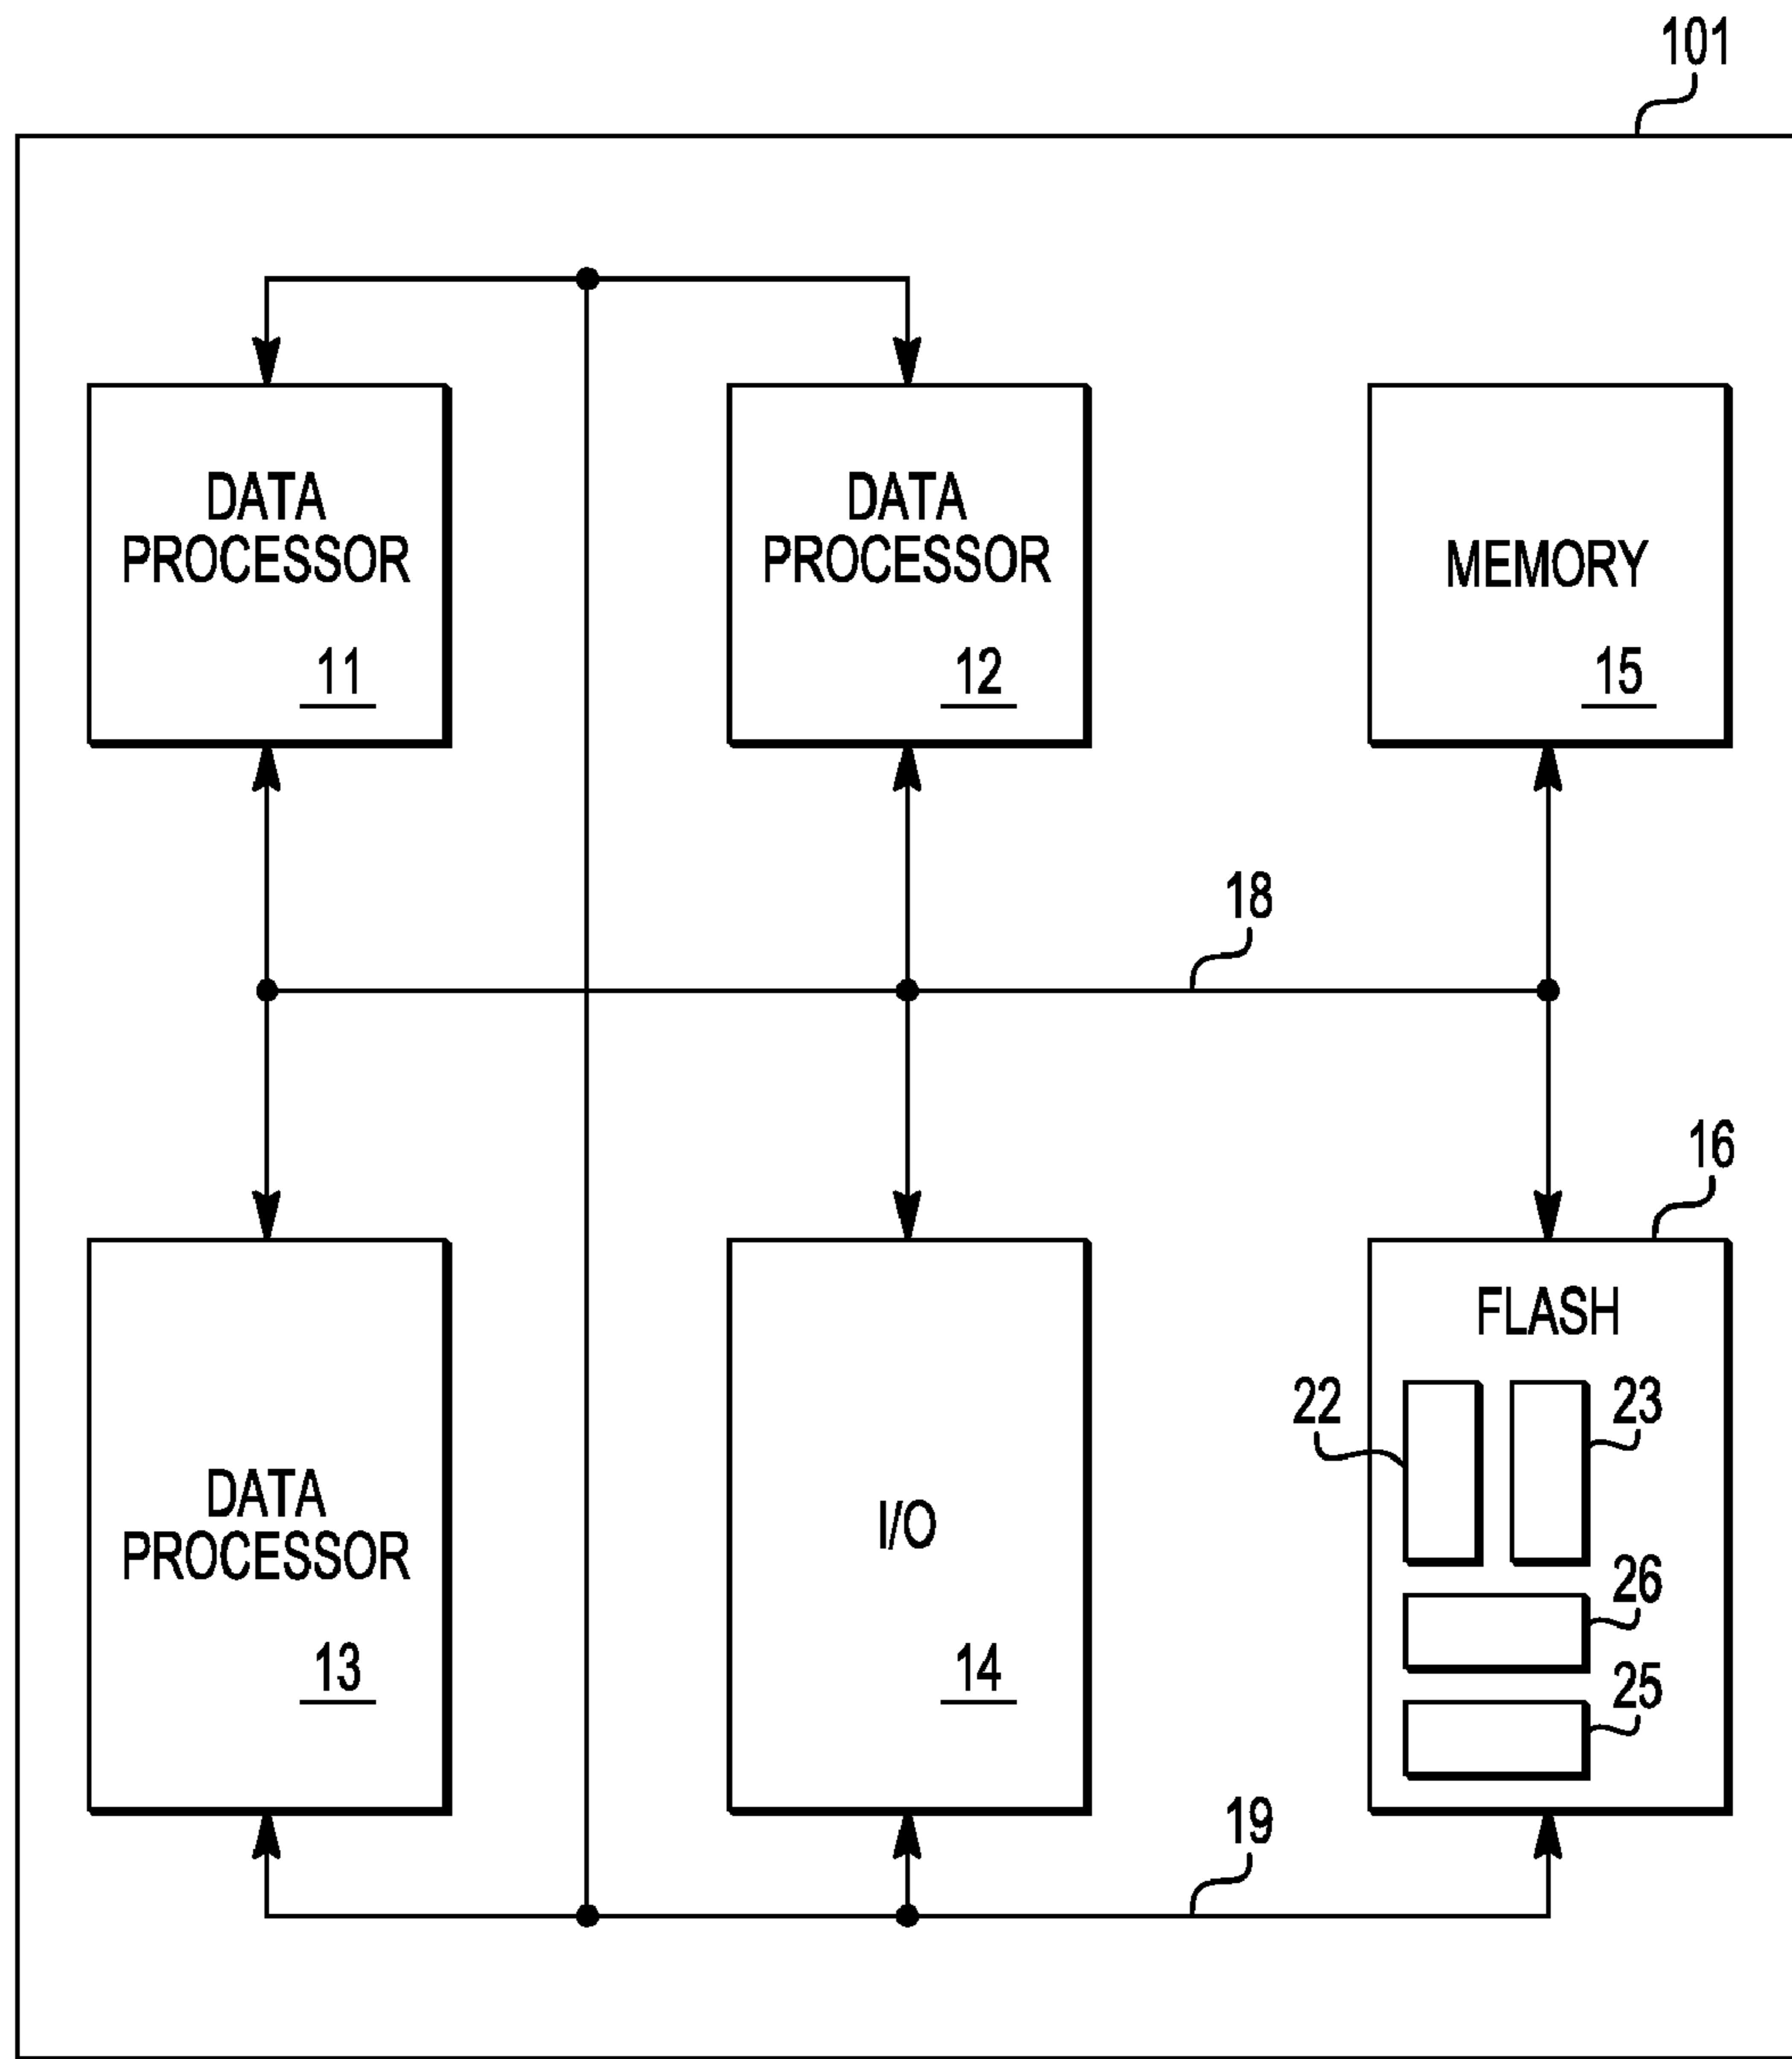 101
DATA
PROCESSOR
11
DATA
PROCESSOR
12
MEMORY
15
18
16
DATA
PROCESSOR
13
I/O
14
FLASH
22
23
26
25
19